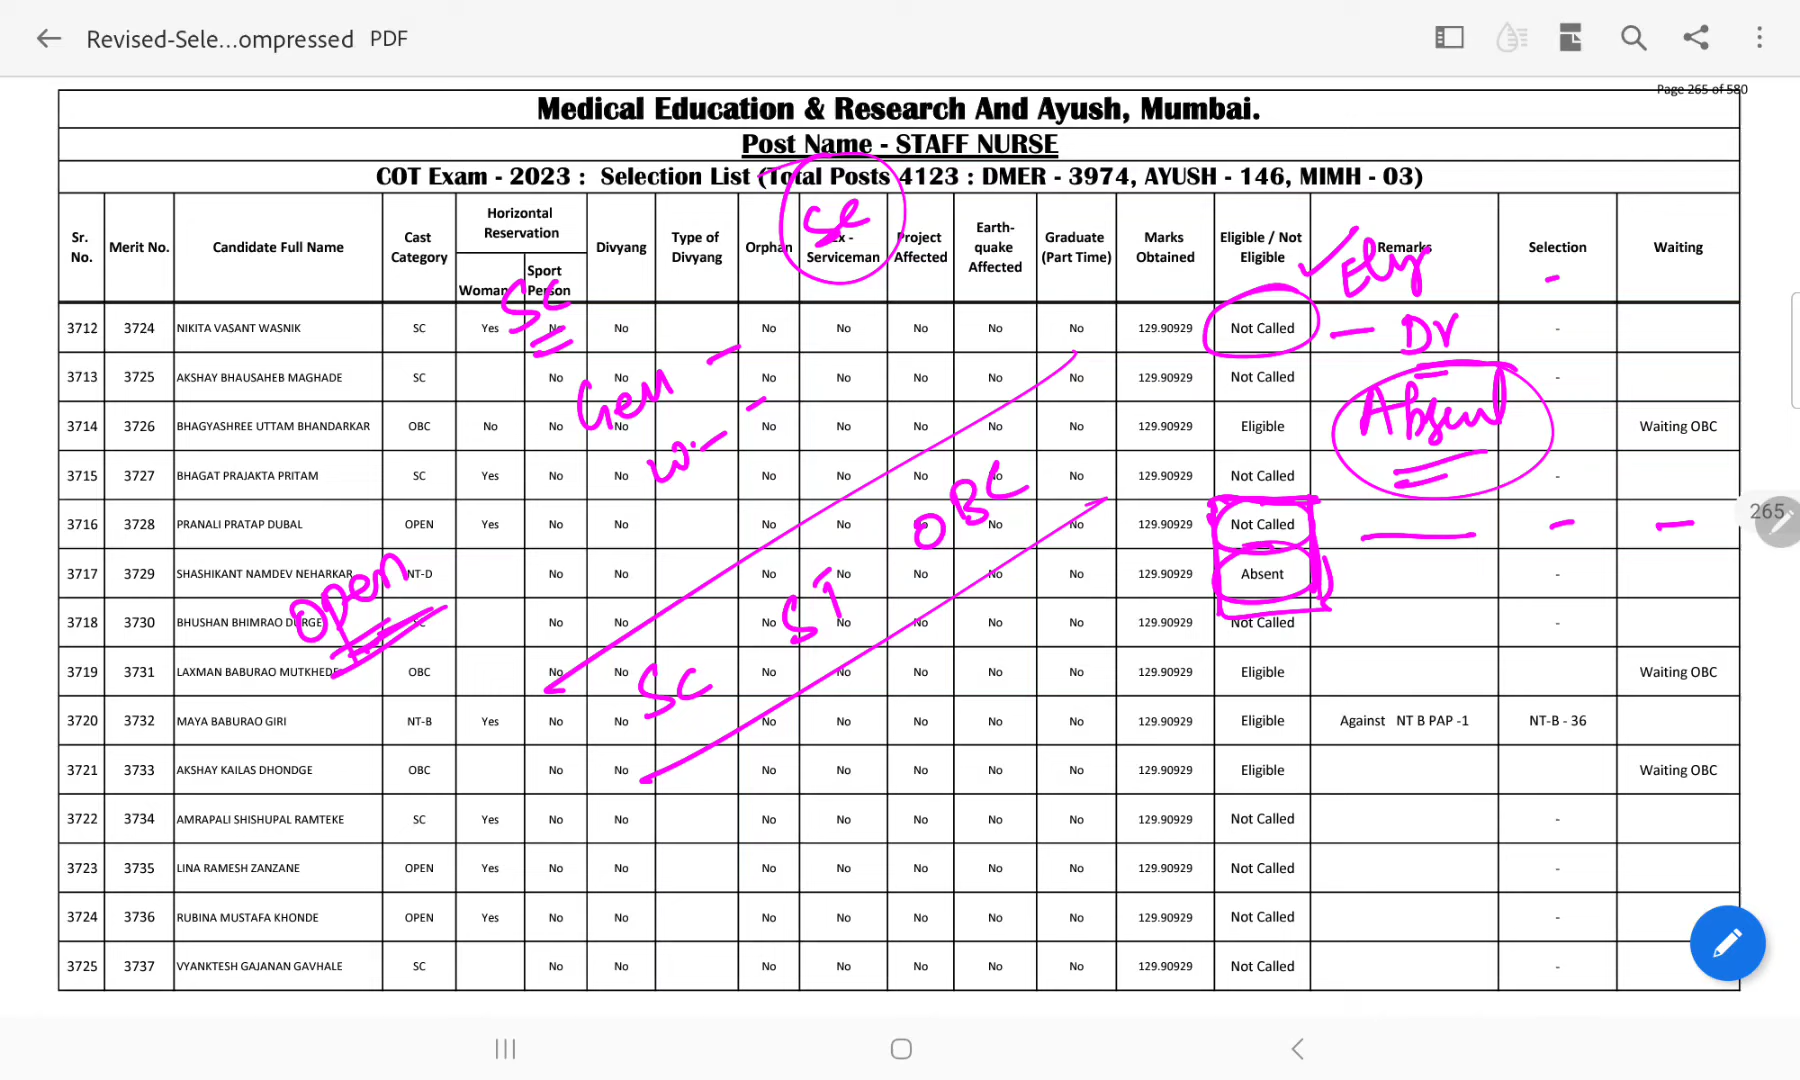 Revised-Sele...ompressed PDF
Page 265 of 580
Medical Education & Research And Ayush, Mumbai.
Post Name - STAFF NURSE
COT Exam - 2023 : Selection List (Total Posts 4123 : DMER - 3974, AYUSH - 146, MIMH - 03)
Sr. No. Merit No. Candidate Full Name Cast Category Horizontal Reservation Woman Sport Person Divyang Type of Divyang Orphan Ex - Serviceman Project Affected Earth-quake Affected Graduate (Part Time) Marks Obtained Eligible / Not Eligible Remarks Selection Waiting
3712 3724 NIKITA VASANT WASNIK SC Yes No No No No No No No 129.90929 Not Called -
3713 3725 AKSHAY BHAUSAHEB MAGHADE SC No No No No No No No 129.90929 Not Called -
3714 3726 BHAGYASHREE UTTAM BHANDARKAR OBC No No No No No No No No 129.90929 Eligible Waiting OBC
3715 3727 BHAGAT PRAJAKTA PRITAM SC Yes No No No No No No No 129.90929 Not Called -
3716 3728 PRANALI PRATAP DUBAL OPEN Yes No No No No No No No 129.90929 Not Called -
3717 3729 SHASHIKANT NAMDEV NEHARKAR NT-D No No No No No No No 129.90929 Absent -
3718 3730 BHUSHAN BHIMRAO DURGE SC No No No No No No No 129.90929 Not Called -
3719 3731 LAXMAN BABURAO MUTKHEDE OBC No No No No No No No 129.90929 Eligible Waiting OBC
3720 3732 MAYA BABURAO GIRI NT-B Yes No No No No No No No 129.90929 Eligible Against NT B PAP -1 NT-B - 36
3721 3733 AKSHAY KAILAS DHONDGE OBC No No No No No No No 129.90929 Eligible Waiting OBC
3722 3734 AMRAPALI SHISHUPAL RAMTEKE SC Yes No No No No No No No 129.90929 Not Called -
3723 3735 LINA RAMESH ZANZANE OPEN Yes No No No No No No No 129.90929 Not Called -
3724 3736 RUBINA MUSTAFA KHONDE OPEN Yes No No No No No No No 129.90929 Not Called -
3725 3737 VYANKTESH GAJANAN GAVHALE SC No No No No No No No 129.90929 Not Called -
265
SC
DV
Absent
OBC
Open
ST
SC